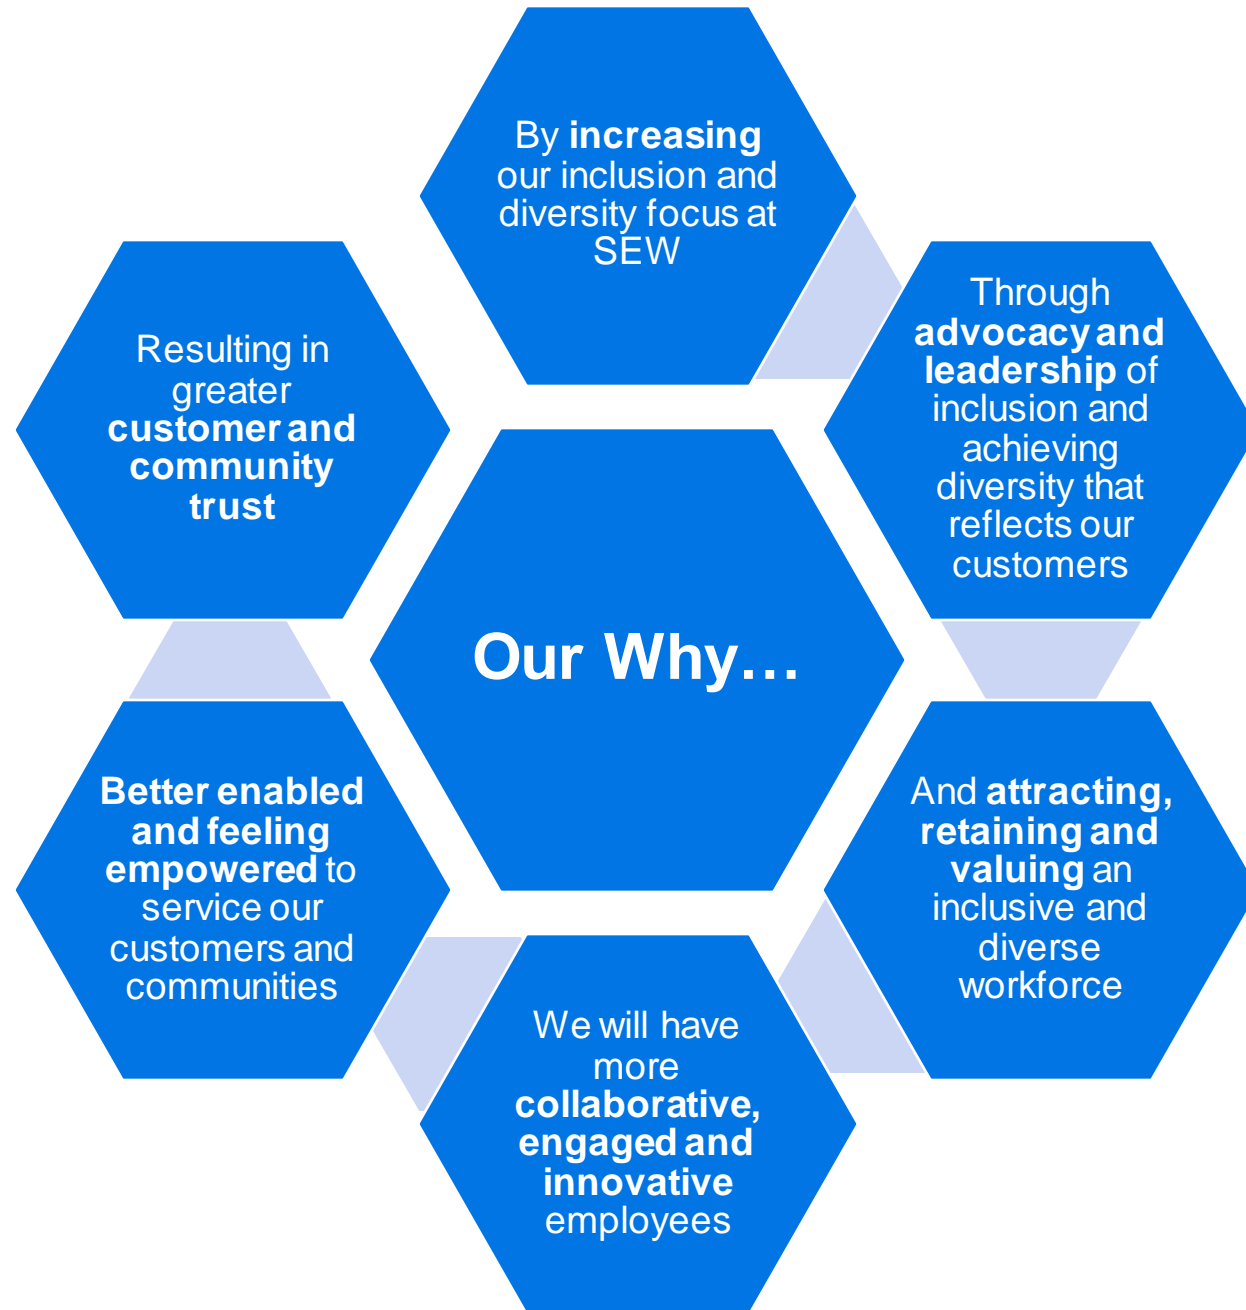 By increasing
our inclusion and
diversity focus at
SEW
Through
advocacy and
leadership of
inclusion and
achieving
diversity that
reflects our
customers
And attracting,
retaining and
valuing an
inclusive and
diverse
workforce
We will have
more
collaborative,
engaged and
innovative
employees
Better enabled
and feeling
empowered to
service our
customers and
communities
Resulting in
greater
customer and
community
trust
Our Why…